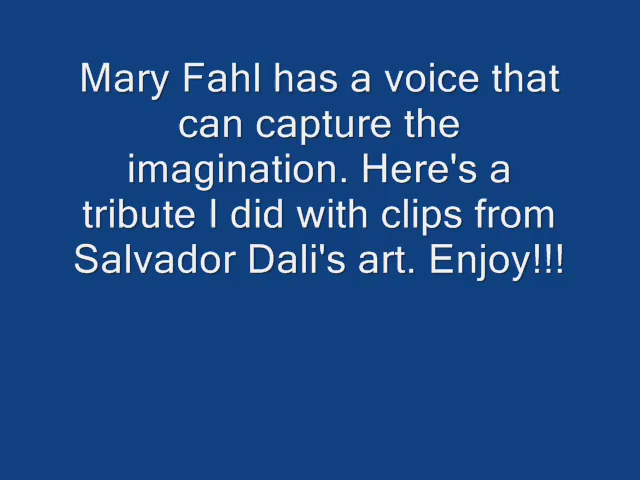 Mary Fahl has a voice that
can capture the
imagination. Here's a
tribute I did with clips from
Salvador Dali's art. Enjoy!!!